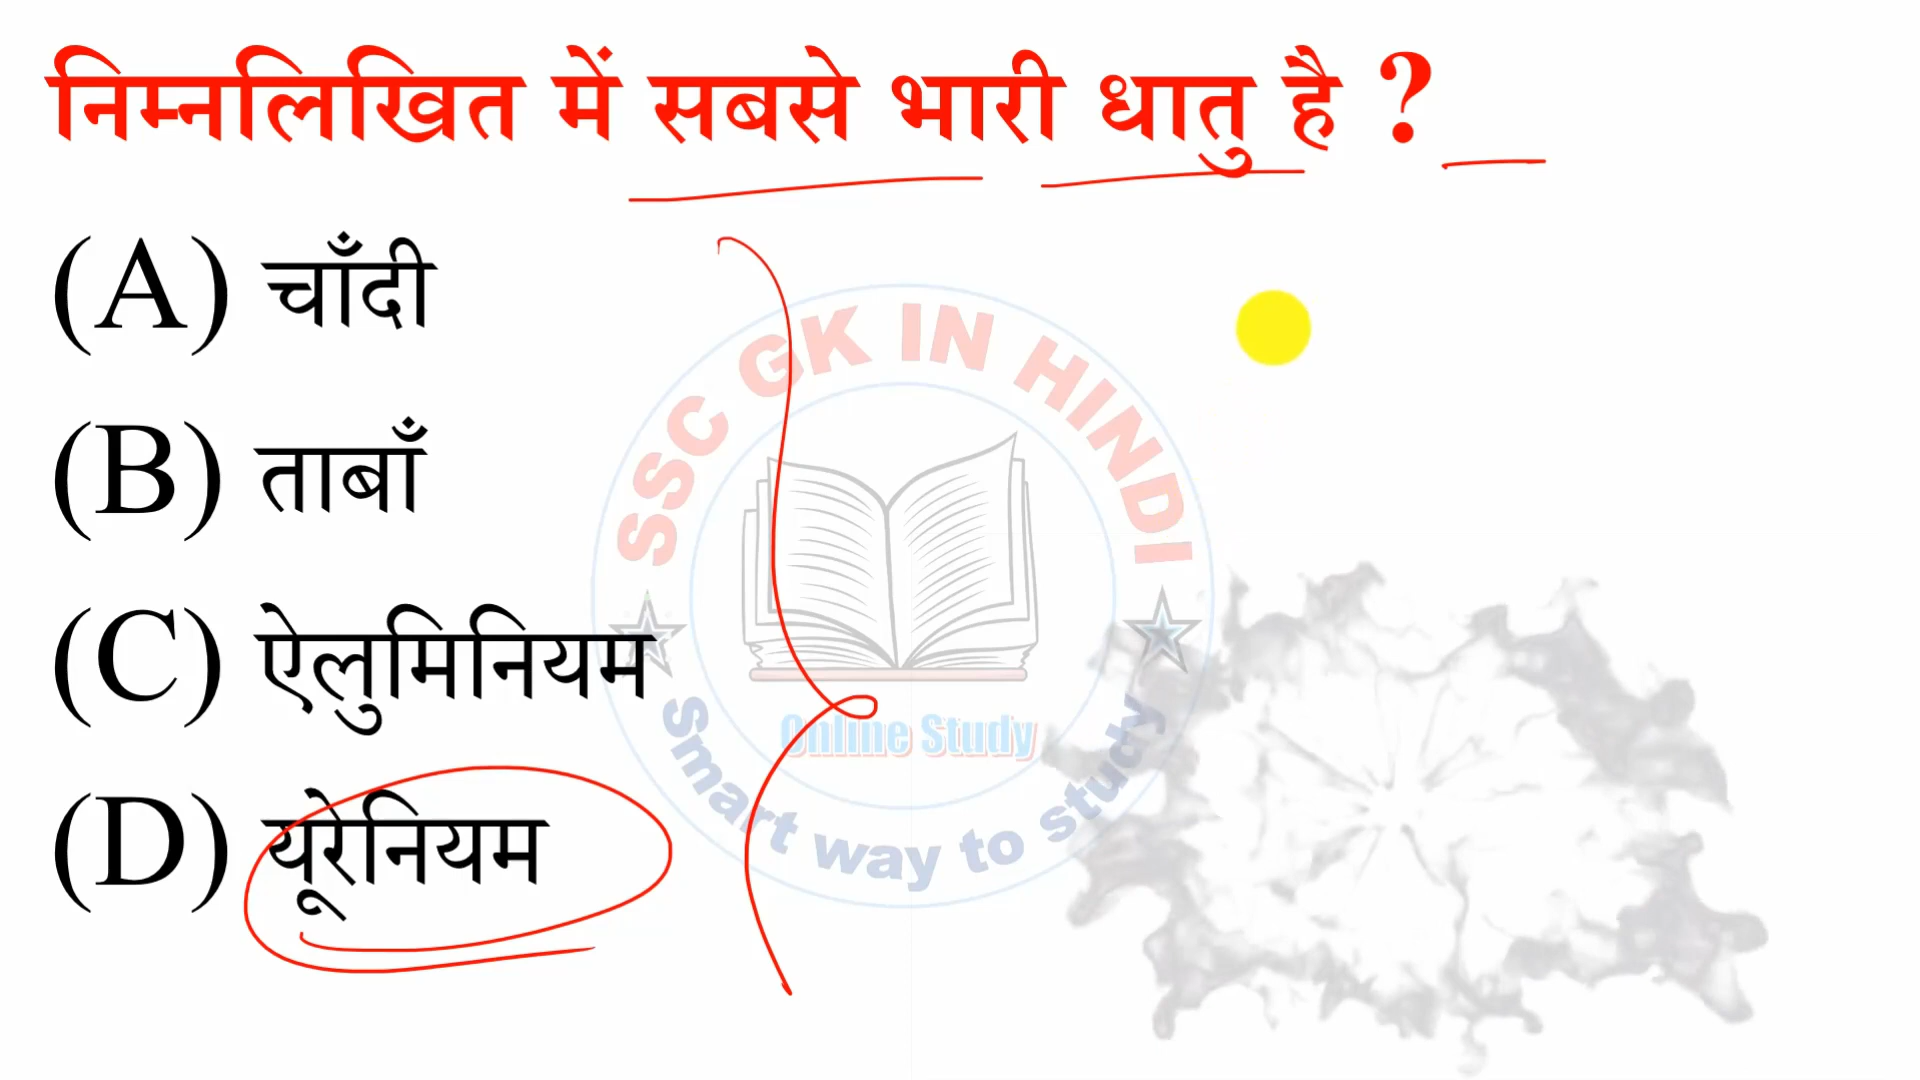 निम्नलिखित में सबसे भारी धातु है ?
(A) चाँदी
(B) ताबाँ
(C) ऐलुमिनियम
(D) यूरेनियम
SSC GK IN HINDI
Online Study
Smart way to study